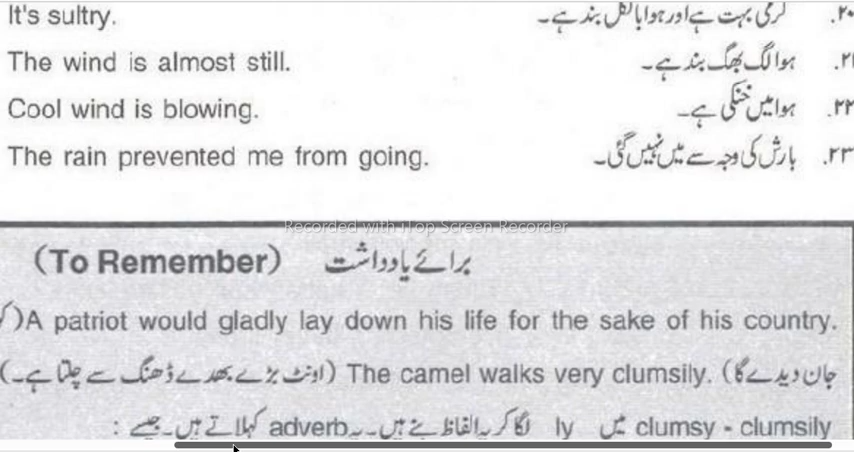 It's sultry. ۲۰. گرمی بہت ہے اور ہوا بالکل بند ہے۔
The wind is almost still. ۲۱. ہوا لگ بھگ بند ہے۔
Cool wind is blowing. ۲۲. ہوا میں خنکی ہے۔
The rain prevented me from going. ۲۳. بارش کی وجہ سے میں نہیں گئی۔
Recorded with iTop Screen Recorder
(To Remember) برائے یادداشت
A patriot would gladly lay down his life for the sake of his country.
جان دیدے گا) The camel walks very clumsily. (اونٹ بڑے بھدے ڈھنگ سے چلتا ہے۔)
clumsy - clumsily میں ly لگا کر یہ الفاظ بنے ہیں۔ یہ adverb کہلاتے ہیں۔ جیسے :